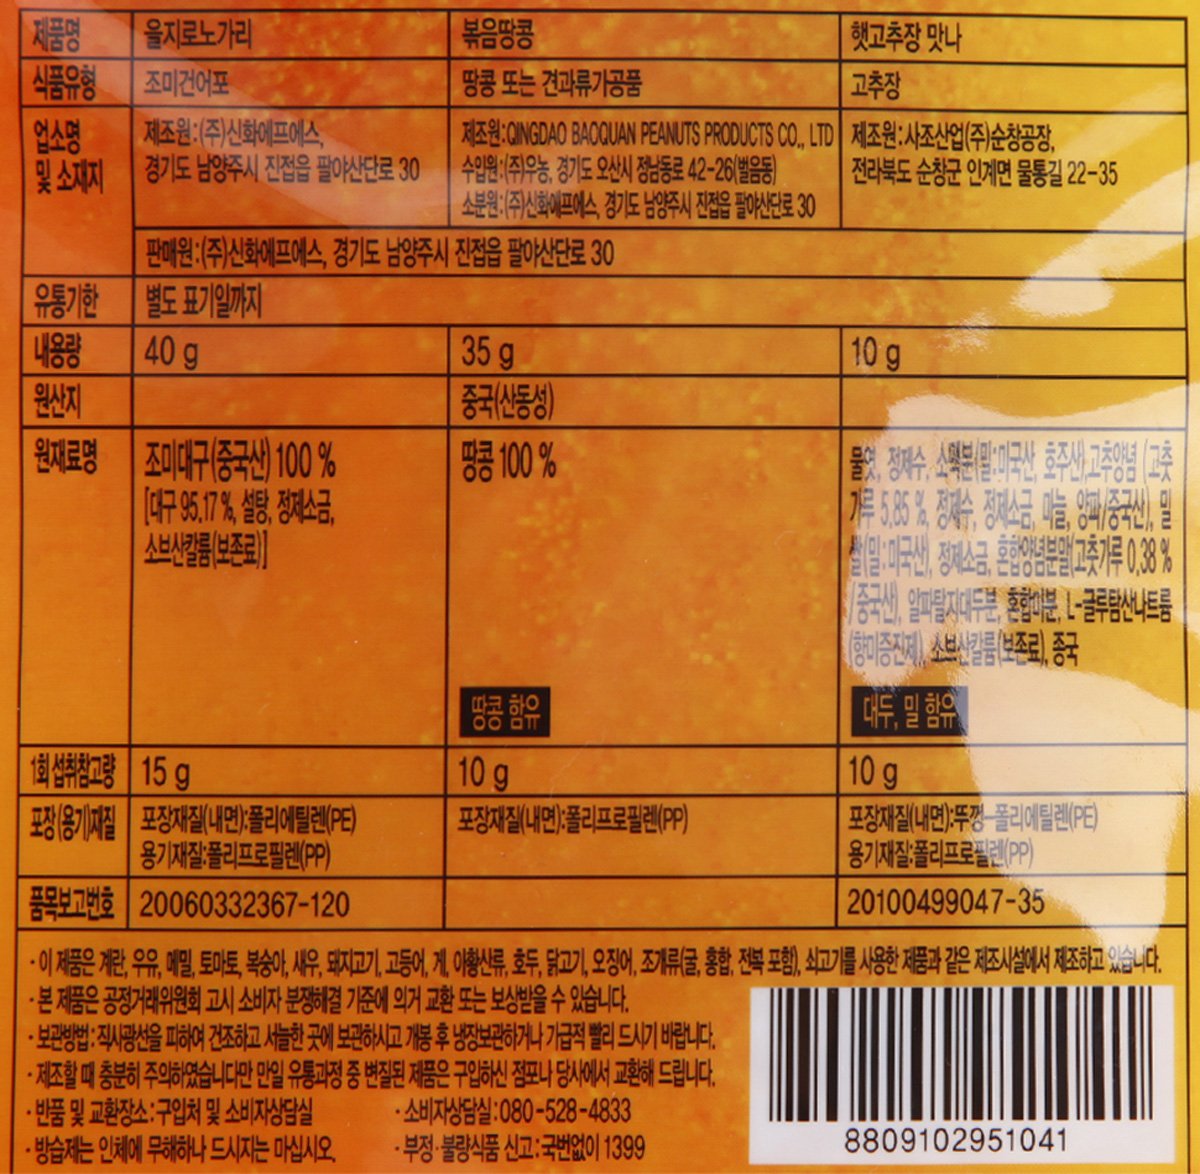 제품명 을지로노가리 볶음땅콩 햇고추장 맛나
식품유형 조미건어포 땅콩 또는 견과류가공품 고추장
업소명 제조원:(주)신화에프에스, 제조원:QINGDAO BAOQUAN PEANUTS PRODUCTS CO., LTD 제조원:사조산업(주)순창공장,
및 소재지 경기도 남양주시 진접읍 팔야산단로 30 수입원:(주)우농, 경기도 오산시 정남동로 42-26(벌음동) 전라북도 순창군 인계면 물통길 22-35
소분원:(주)신화에프에스, 경기도 남양주시 진접읍 팔야산단로 30
판매원:(주)신화에프에스, 경기도 남양주시 진접읍 팔야산단로 30
유통기한 별도 표기일까지
내용량 40 g 35 g 10 g
원산지 중국(산동성)
원재료명 조미대구(중국산) 100 % 땅콩 100 % 물엿, 정제수, 소맥분(밀:미국산, 호주산),고추양념 (고춧
[대구 95.17 %, 설탕, 정제소금, 가루 5.85 %, 정제수, 정제소금, 마늘, 양파/중국산), 밀
소브산칼륨(보존료)] 쌀(밀:미국산), 정제소금, 혼합양념분말(고춧가루 0.38 %
/중국산), 알파탈지대두분, 혼합미분, L-글루탐산나트륨
(향미증진제), 소브산칼륨(보존료), 종국
땅콩 함유 대두, 밀 함유
1회 섭취참고량 15 g 10 g 10 g
포장(용기)재질 포장재질(내면):폴리에틸렌(PE) 포장재질(내면):폴리프로필렌(PP) 포장재질(내면):뚜껑-폴리에틸렌(PE)
용기재질:폴리프로필렌(PP) 용기재질:폴리프로필렌(PP)
품목보고번호 20060332367-120 20100499047-35
·이 제품은 계란, 우유, 메밀, 토마토, 복숭아, 새우, 돼지고기, 고등어, 게, 아황산류, 호두, 닭고기, 오징어, 조개류(굴, 홍합, 전복 포함), 쇠고기를 사용한 제품과 같은 제조시설에서 제조하고 있습니다.
·본 제품은 공정거래위원회 고시 소비자 분쟁해결 기준에 의거 교환 또는 보상받을 수 있습니다.
·보관방법:직사광선을 피하여 건조하고 서늘한 곳에 보관하시고 개봉 후 냉장보관하거나 가급적 빨리 드시기 바랍니다.
·제조할 때 충분히 주의하였습니다만 만일 유통과정 중 변질된 제품은 구입하신 점포나 당사에서 교환해 드립니다.
·반품 및 교환장소:구입처 및 소비자상담실 ·소비자상담실:080-528-4833
·방습제는 인체에 무해하나 드시지는 마십시오. ·부정·불량식품 신고:국번없이 1399
8809102951041